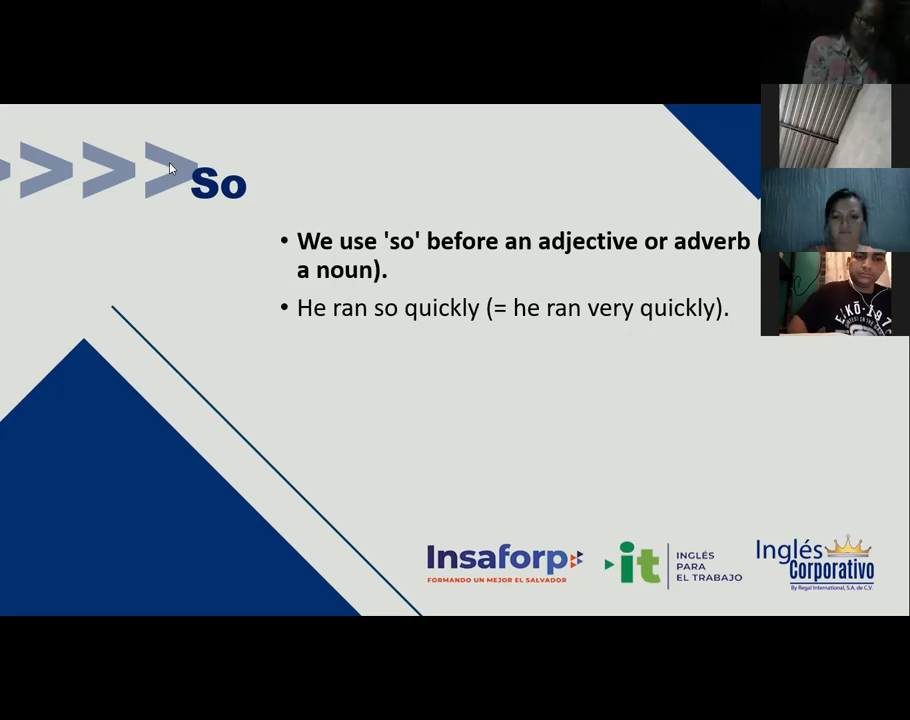 So
• We use 'so' before an adjective or adverb (
a noun).
• He ran so quickly (= he ran very quickly).
Insaforp
FORMANDO UN MEJOR EL SALVADOR
it
INGLÉS
PARA
EL TRABAJO
Inglés
Corporativo
By Regal International, S.A. de C.V.